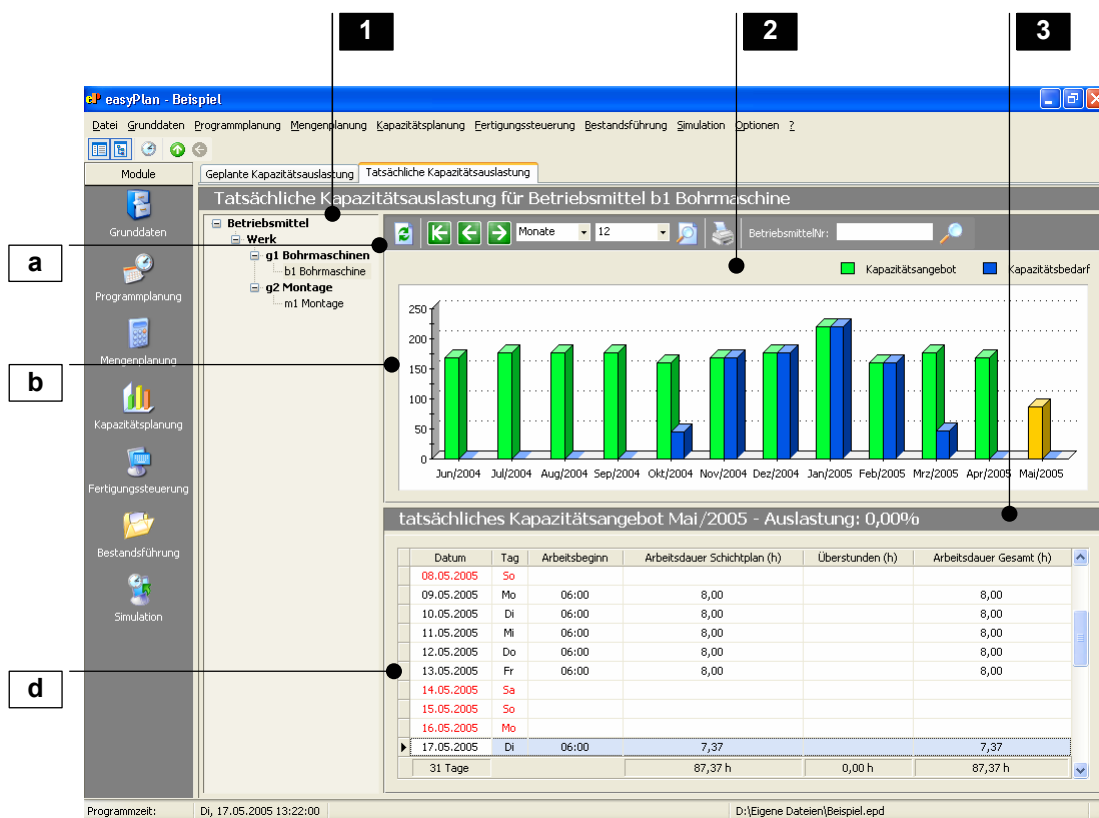 1 2 3
easyPlan - Beispiel
Datei Grunddaten Programmplanung Mengenplanung Kapazitätsplanung Fertigungssteuerung Bestandsführung Simulation Optionen ?
Module
Geplante Kapazitätsauslastung Tatsächliche Kapazitätsauslastung
Tatsächliche Kapazitätsauslastung für Betriebsmittel b1 Bohrmaschine
Grunddaten
Programmplanung
Mengenplanung
Kapazitätsplanung
Fertigungssteuerung
Bestandsführung
Simulation
Betriebsmittel
Werk
g1 Bohrmaschinen
b1 Bohrmaschine
g2 Montage
m1 Montage
a
b
d
Monate 12 BetriebsmittelNr:
Kapazitätsangebot Kapazitätsbedarf
250
200
150
100
50
0
Jun/2004 Jul/2004 Aug/2004 Sep/2004 Okt/2004 Nov/2004 Dez/2004 Jan/2005 Feb/2005 Mrz/2005 Apr/2005 Mai/2005
tatsächliches Kapazitätsangebot Mai/2005 - Auslastung: 0,00%
Datum Tag Arbeitsbeginn Arbeitsdauer Schichtplan (h) Überstunden (h) Arbeitsdauer Gesamt (h)
08.05.2005 So
09.05.2005 Mo 06:00 8,00 8,00
10.05.2005 Di 06:00 8,00 8,00
11.05.2005 Mi 06:00 8,00 8,00
12.05.2005 Do 06:00 8,00 8,00
13.05.2005 Fr 06:00 8,00 8,00
14.05.2005 Sa
15.05.2005 So
16.05.2005 Mo
17.05.2005 Di 06:00 7,37 7,37
31 Tage 87,37 h 0,00 h 87,37 h
Programmzeit: Di, 17.05.2005 13:22:00 D:\Eigene Dateien\Beispiel.epd